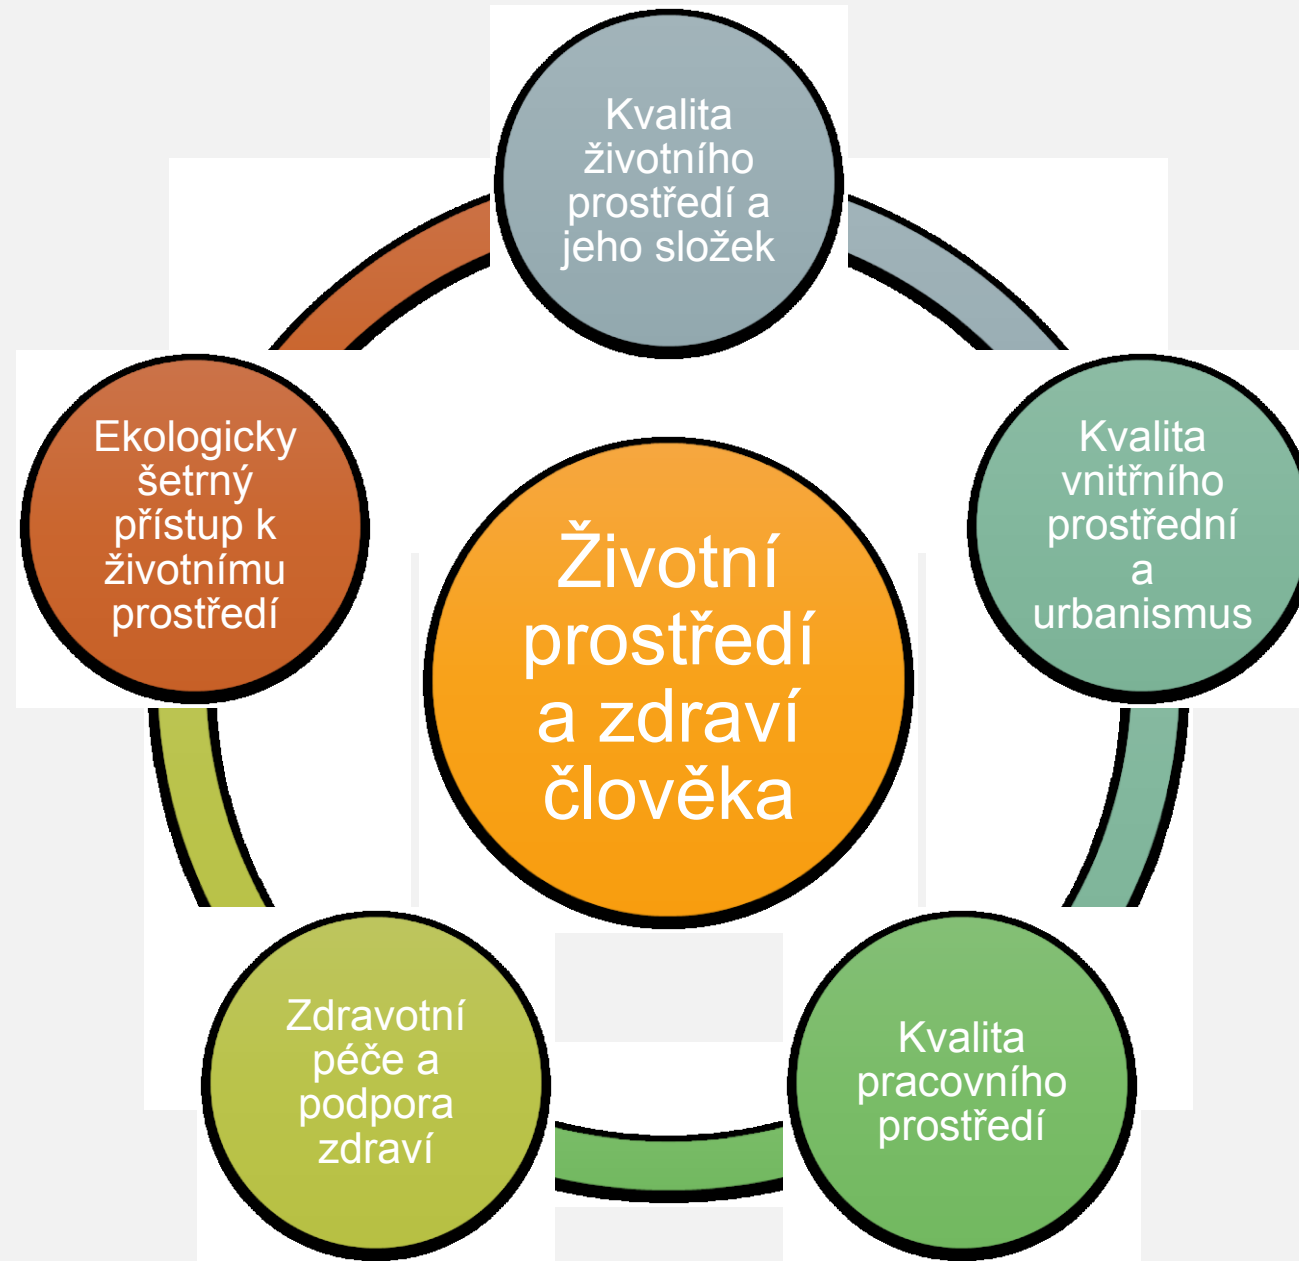 Kvalita
životního
prostředí a
jeho složek
Ekologicky
šetrný
přístup k
životnímu
prostředí
Kvalita
vnitřního
prostřední
a
urbanismus
Životní
prostředí
a zdraví
člověka
Zdravotní
péče a
podpora
zdraví
Kvalita
pracovního
prostředí